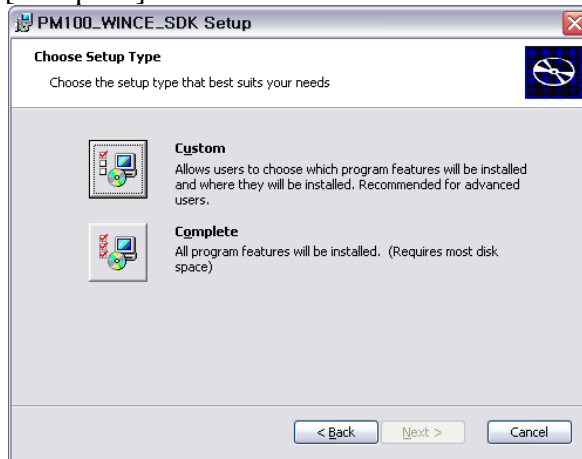 PM100_WINCE_SDK Setup
Choose Setup Type
Choose the setup type that best suits your needs
Custom
Allows users to choose which program features will be installed
and where they will be installed. Recommended for advanced
users.
Complete
All program features will be installed. (Requires most disk
space)
< Back
Next >
Cancel